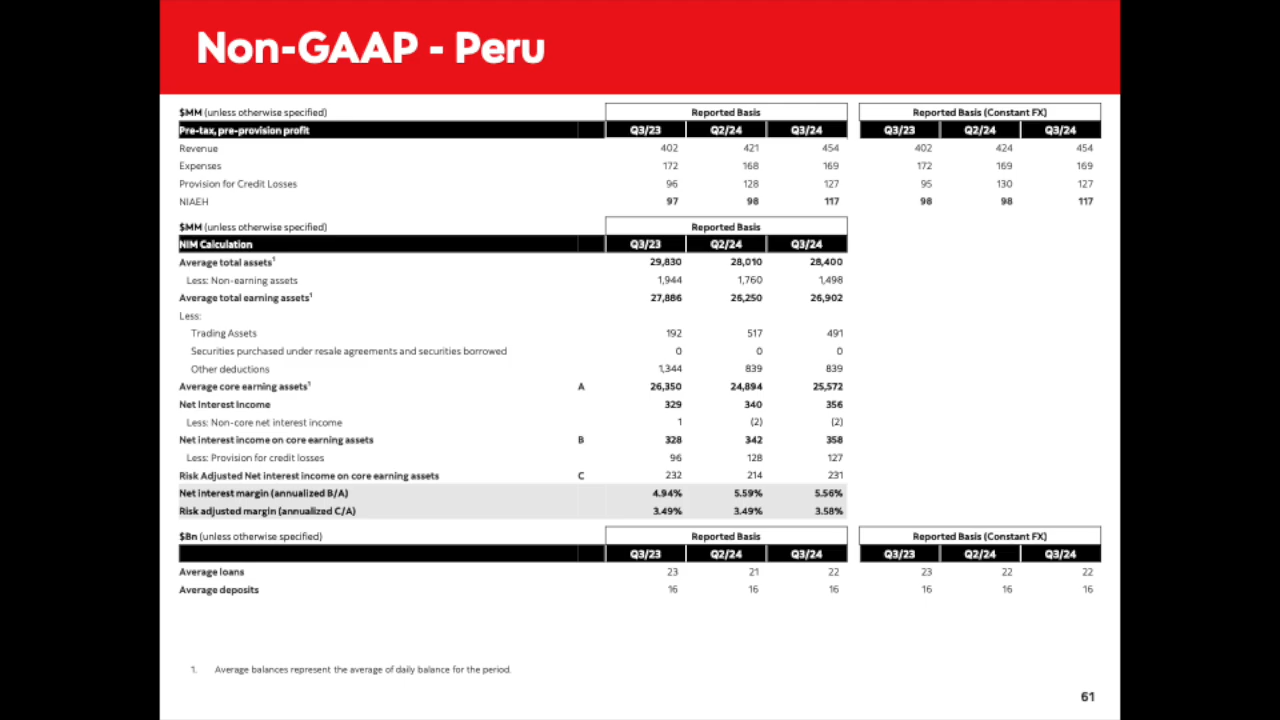 Non-GAAP - Peru
$MM (unless otherwise specified) Reported Basis Reported Basis (Constant FX)
Pre-tax, pre-provision profit Q3/23 Q2/24 Q3/24 Q3/23 Q2/24 Q3/24
Revenue 402 421 454 402 424 454
Expenses 172 168 169 172 169 169
Provision for Credit Losses 96 128 127 95 130 127
NIAEH 97 98 117 98 98 117
$MM (unless otherwise specified) Reported Basis
NIM Calculation Q3/23 Q2/24 Q3/24
Average total assets¹ 29,830 28,010 28,400
Less: Non-earning assets 1,944 1,760 1,498
Average total earning assets¹ 27,886 26,250 26,902
Less:
Trading Assets 192 517 491
Securities purchased under resale agreements and securities borrowed 0 0 0
Other deductions 1,344 839 839
Average core earning assets¹ A 26,350 24,894 25,572
Net Interest Income 329 340 356
Less: Non-core net interest income 1 (2) (2)
Net interest income on core earning assets B 328 342 358
Less: Provision for credit losses 96 128 127
Risk Adjusted Net interest income on core earning assets C 232 214 231
Net interest margin (annualized B/A) 4.94% 5.59% 5.56%
Risk adjusted margin (annualized C/A) 3.49% 3.49% 3.58%
$Bn (unless otherwise specified) Reported Basis Reported Basis (Constant FX)
Q3/23 Q2/24 Q3/24 Q3/23 Q2/24 Q3/24
Average loans 23 21 22 23 22 22
Average deposits 16 16 16 16 16 16
1. Average balances represent the average of daily balance for the period.
61